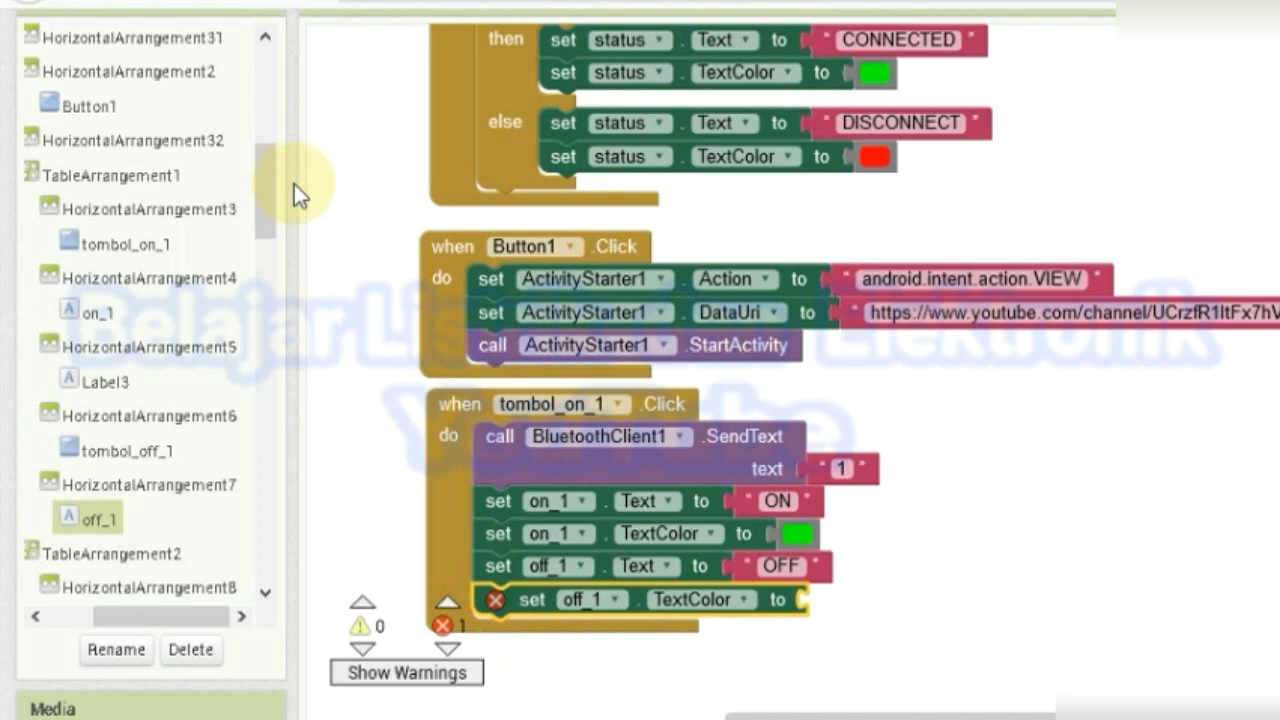 HorizontalArrangement31
HorizontalArrangement2
Button1
HorizontalArrangement32
TableArrangement1
HorizontalArrangement3
tombol_on_1
HorizontalArrangement4
on_1
HorizontalArrangement5
Label3
HorizontalArrangement6
tombol_off_1
HorizontalArrangement7
off_1
TableArrangement2
HorizontalArrangement8
Rename Delete
Media
then set status . Text to " CONNECTED "
set status . TextColor to
else set status . Text to " DISCONNECT "
set status . TextColor to
when Button1 .Click
do set ActivityStarter1 . Action to " android.intent.action.VIEW "
set ActivityStarter1 . DataUri to " https://www.youtube.com/channel/UCrzfR1ItFx7hV
call ActivityStarter1 .StartActivity
when tombol_on_1 .Click
do call BluetoothClient1 .SendText
text " 1 "
set on_1 . Text to " ON "
set on_1 . TextColor to
set off_1 . Text to " OFF "
set off_1 . TextColor to
0 1
Show Warnings
Belajar
Elektronik
YouTube